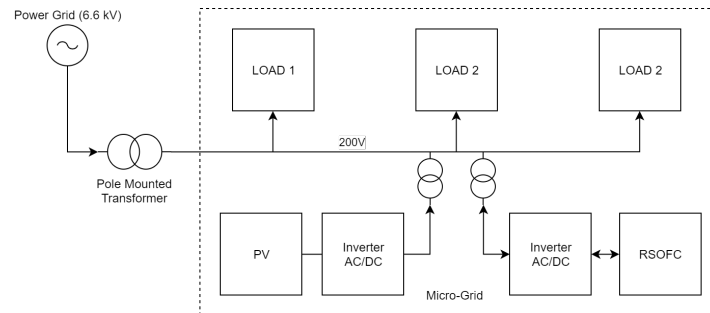 Power Grid (6.6 kV)
LOAD 1
LOAD 2
LOAD 2
200V
Pole Mounted
Transformer
PV
Inverter
AC/DC
Inverter
AC/DC
RSOFC
Micro-Grid